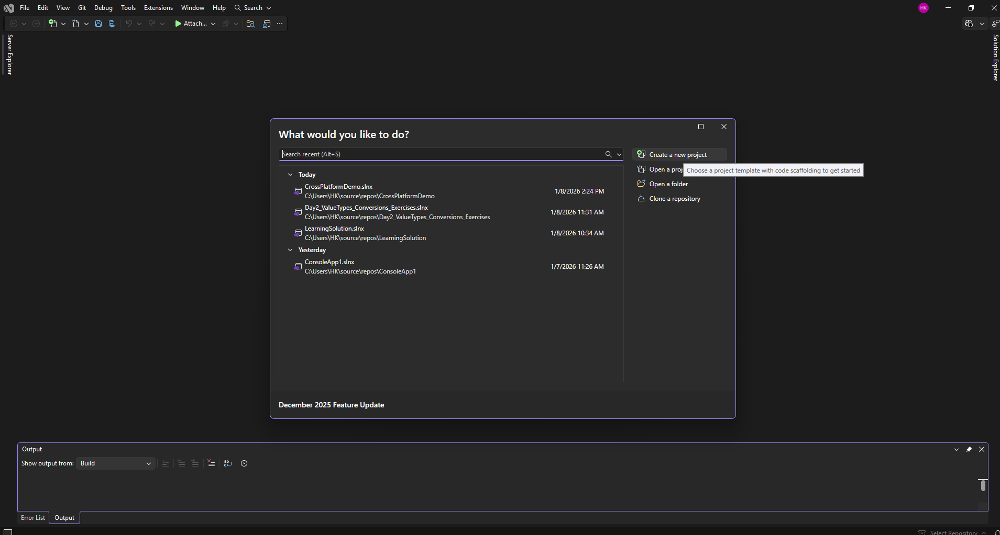 File Edit View Git Debug Tools Extensions Window Help Search
HK
Attach...
Server Explorer
Solution Explorer
What would you like to do?
Search recent (Alt+S)
Create a new project
Today
Open a proj
Choose a project template with code scaffolding to get started
CrossPlatformDemo.slnx
C:\Users\HK\source\repos\CrossPlatformDemo
1/8/2026 2:24 PM
Open a folder
Clone a repository
Day2_ValueTypes_Conversions_Exercises.slnx
C:\Users\HK\source\repos\Day2_ValueTypes_Conversions_Exercises
1/8/2026 11:31 AM
LearningSolution.slnx
C:\Users\HK\source\repos\LearningSolution
1/8/2026 10:34 AM
Yesterday
ConsoleApp1.slnx
C:\Users\HK\source\repos\ConsoleApp1
1/7/2026 11:26 AM
December 2025 Feature Update
Output
Show output from: Build
Error List Output
Select Repository